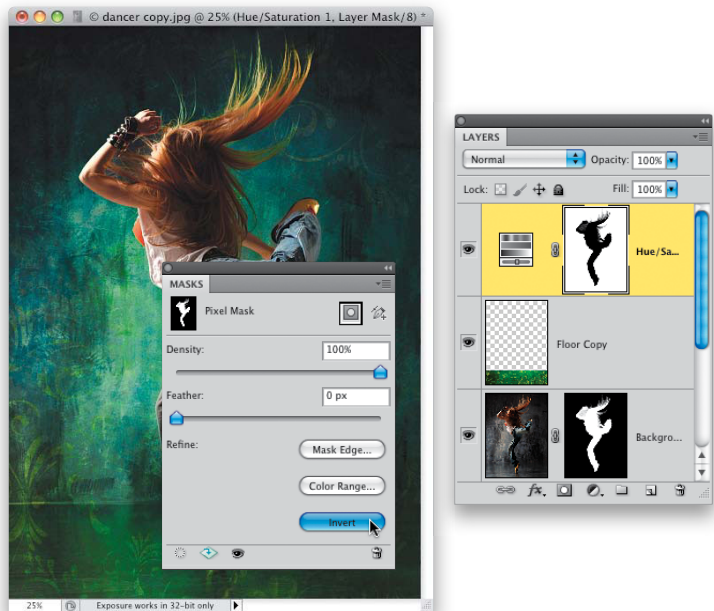 © dancer copy.jpg @ 25% (Hue/Saturation 1, Layer Mask/8) *
MASKS
Pixel Mask
Density:
100%
Feather:
0 px
Refine:
Mask Edge...
Color Range...
Invert
25%
Exposure works in 32-bit only
LAYERS
Normal
Opacity:
100%
Lock:
Fill:
100%
Hue/Sa...
Floor Copy
Backgro...
fx.